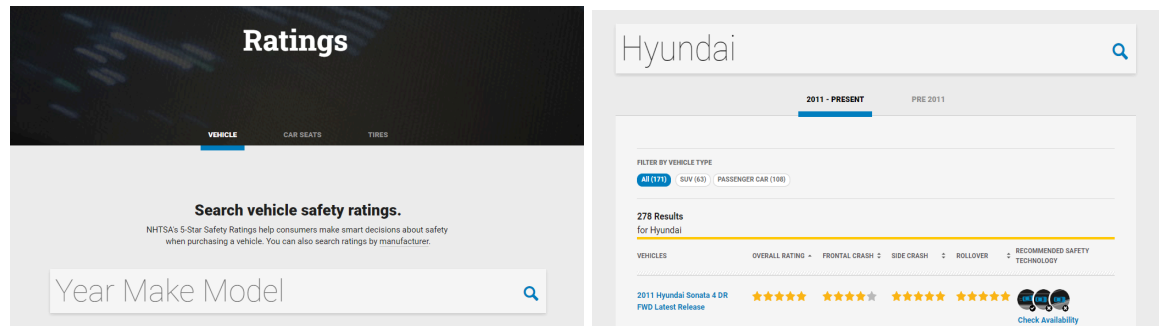 Ratings
VEHICLE CAR SEATS TIRES
Search vehicle safety ratings.
NHTSA's 5-Star Safety Ratings help consumers make smart decisions about safety
when purchasing a vehicle. You can also search ratings by manufacturer.
Year Make Model
Hyundai
2011 - PRESENT PRE 2011
FILTER BY VEHICLE TYPE
All (171) SUV (63) PASSENGER CAR (108)
278 Results
for Hyundai
VEHICLES OVERALL RATING FRONTAL CRASH SIDE CRASH ROLLOVER RECOMMENDED SAFETY
TECHNOLOGY
2011 Hyundai Sonata 4 DR
FWD Latest Release
Check Availability